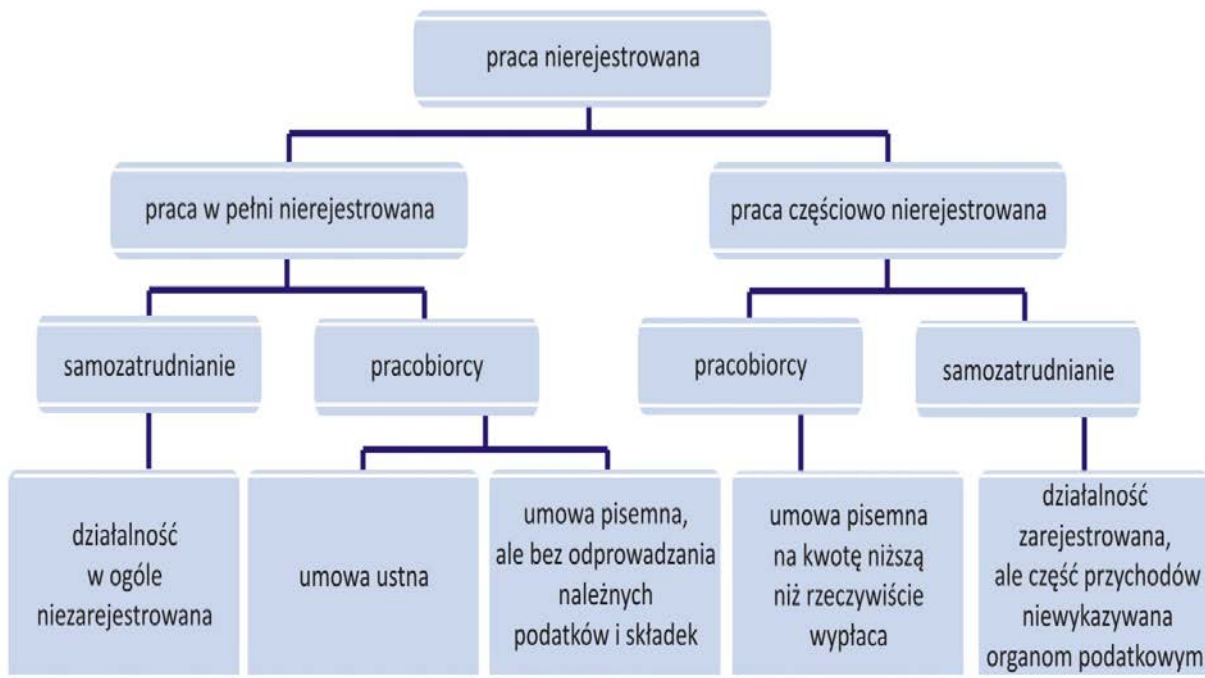 praca nierejestrowana
praca w pełni nierejestrowana
praca częściowo nierejestrowana
samozatrudnianie
pracobiorcy
pracobiorcy
samozatrudnianie
działalność
w ogóle
niezarejestrowana
umowa ustna
umowa pisemna,
ale bez odprowadzania
należnych
podatków i składek
umowa pisemna
na kwotę niższą
niż rzeczywiście
wypłaca
działalność
zarejestrowana,
ale część przychodów
niewykazywana
organom podatkowym